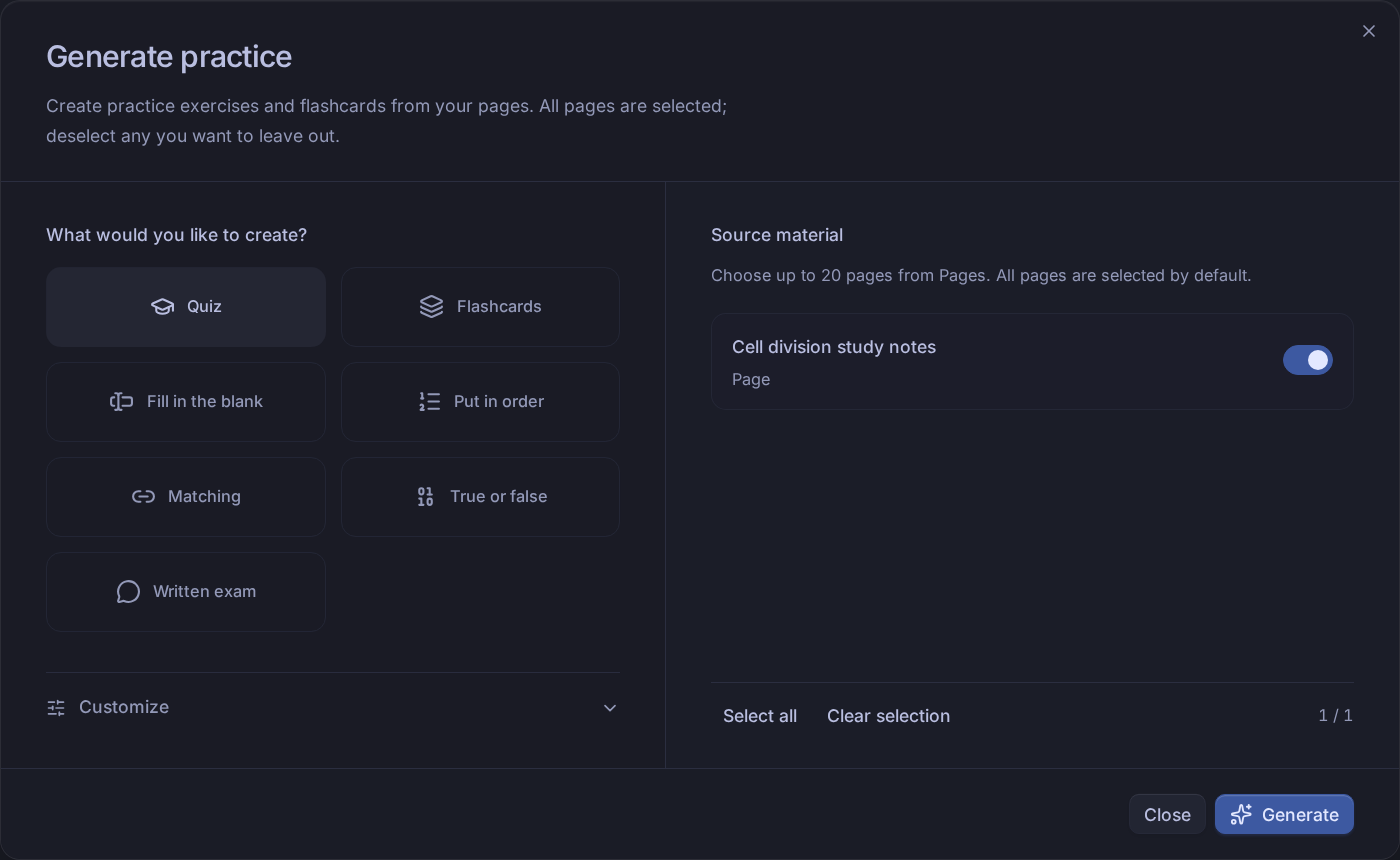 Generate practice
Create practice exercises and flashcards from your pages. All pages are selected;
deselect any you want to leave out.
What would you like to create?
Quiz
Flashcards
Fill in the blank
Put in order
Matching
True or false
Written exam
Customize
Source material
Choose up to 20 pages from Pages. All pages are selected by default.
Cell division study notes
Page
Select all
Clear selection
1 / 1
Close
Generate